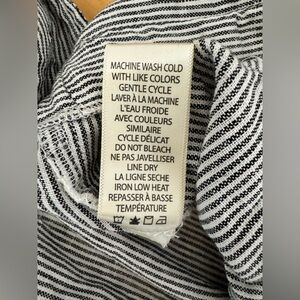 MACHINE WASH COLD
WITH LIKE COLORS
GENTLE CYCLE
LAVER À LA MACHINE
L'EAU FROIDE
AVEC COULEURS
SIMILAIRE
CYCLE DÉLICAT
DO NOT BLEACH
NE PAS JAVELLISER
LINE DRY
LA LIGNE SECHE
IRON LOW HEAT
REPASSER À BASSE
TEMPÉRATURE